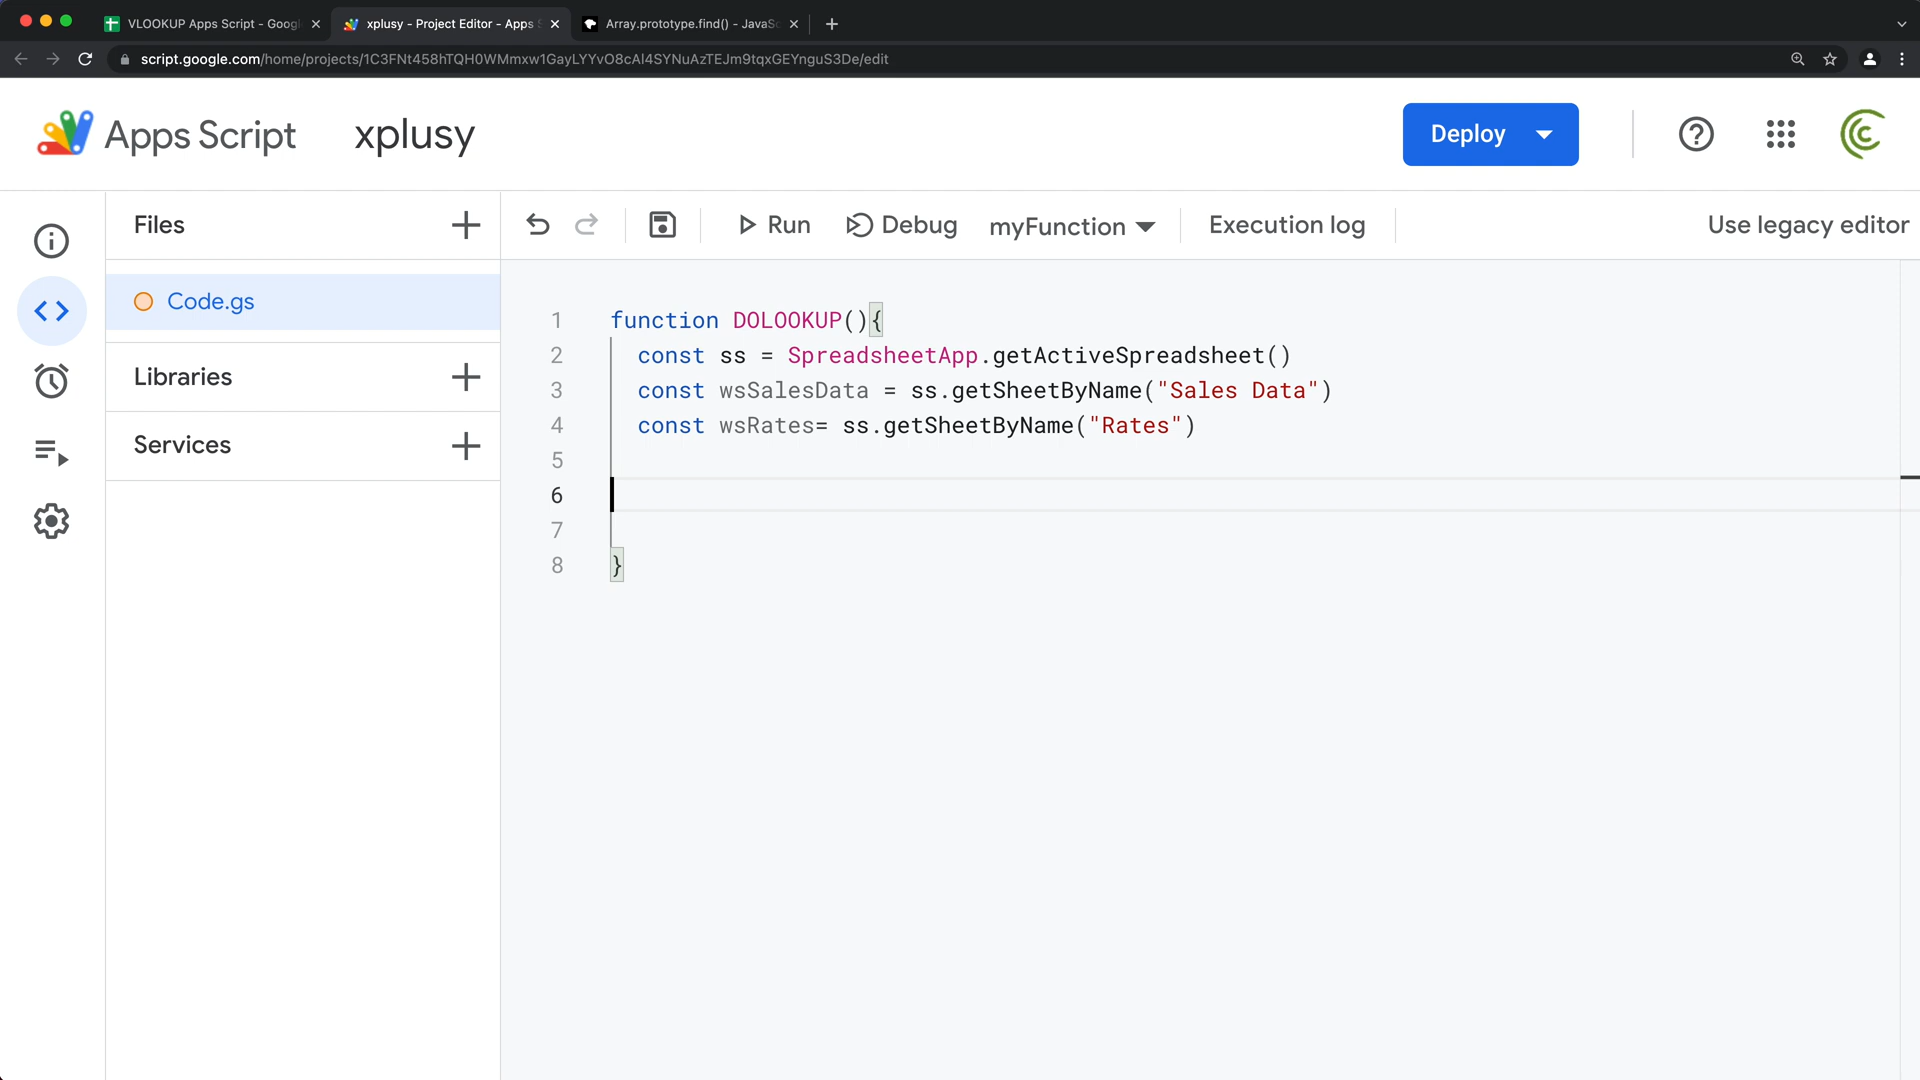 VLOOKUP Apps Script - Goog
xplusy - Project Editor - Apps S
Array.prototype.find() - JavaSc
script.google.com/home/projects/1C3FNt458hTQH0WMmxw1GayLYYvO8cAl4SYNuAzTEJm9tqxGEYnguS3De/edit
Apps Script
xplusy
Deploy
Files
Run
Debug
myFunction
Execution log
Use legacy editor
Code.gs
Libraries
Services
1 function DOLOOKUP(){
2 const ss = SpreadsheetApp.getActiveSpreadsheet()
3 const wsSalesData = ss.getSheetByName("Sales Data")
4 const wsRates= ss.getSheetByName("Rates")
5
6
7
8 }